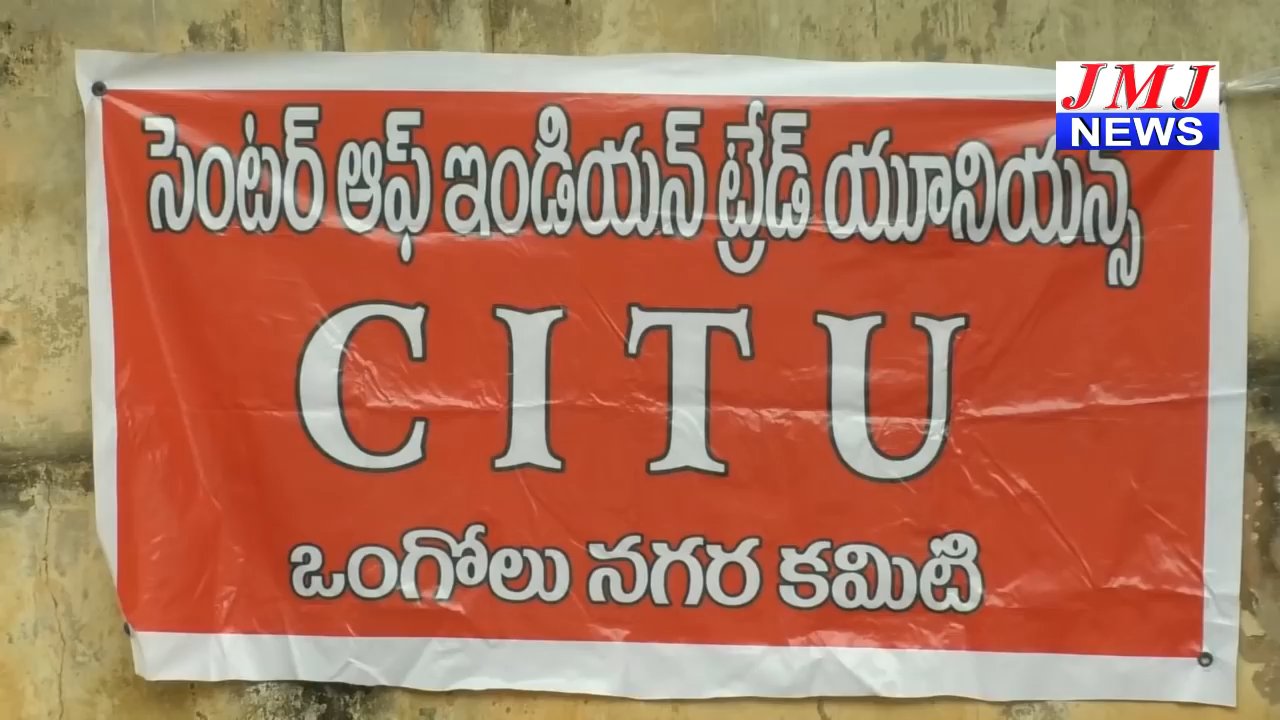 సెంటర్ ఆఫ్ ఇండియన్ ట్రేడ్ యూనియన్స్
CITU
ఒంగోలు నగర కమిటి
JMJ
NEWS